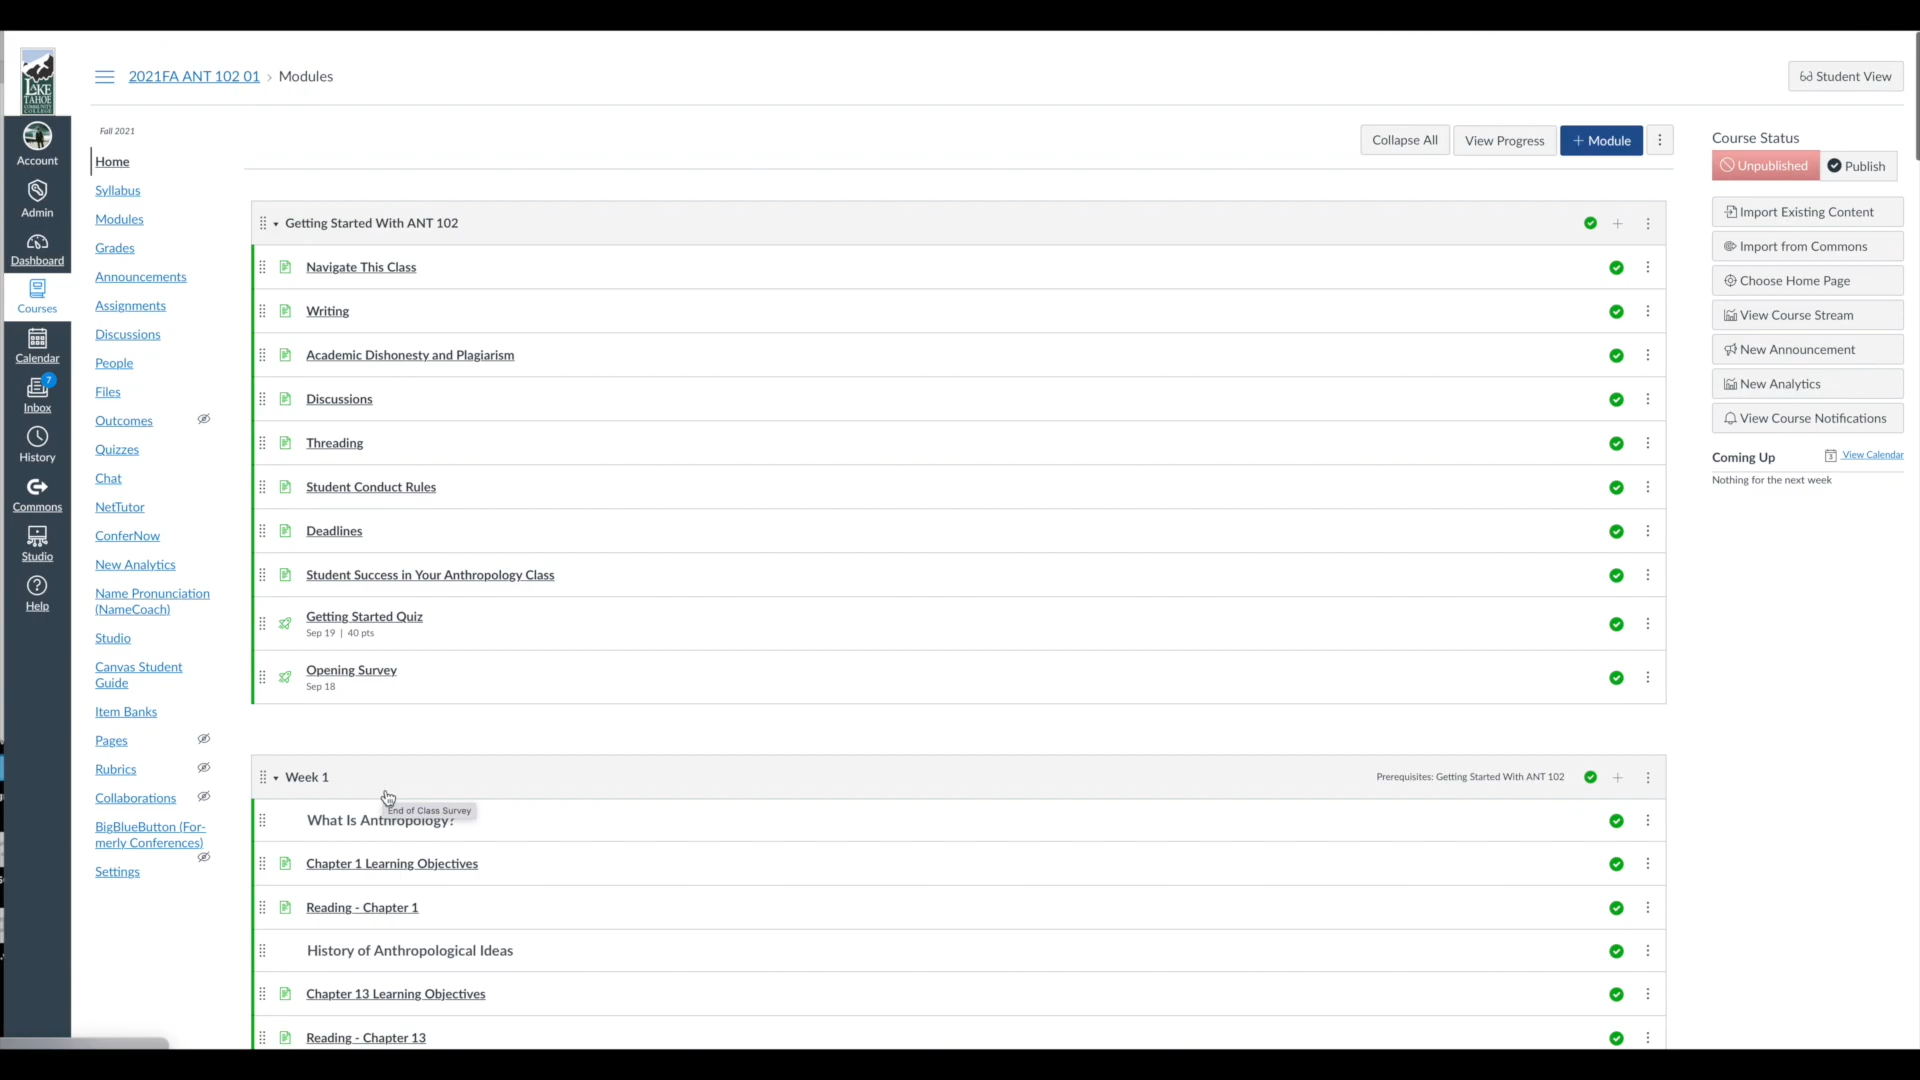 LAKE
TAHOE
COMMUNITY
COLLEGE
2021FA ANT 102 01 › Modules
Student View
Account
Admin
Dashboard
Courses
Calendar
7
Inbox
History
Commons
Studio
Help
Fall 2021
Home
Syllabus
Modules
Grades
Announcements
Assignments
Discussions
People
Files
Outcomes
Quizzes
Chat
NetTutor
ConferNow
New Analytics
Name Pronunciation
(NameCoach)
Studio
Canvas Student
Guide
Item Banks
Pages
Rubrics
Collaborations
BigBlueButton (For-
merly Conferences)
Settings
Collapse All
View Progress
+ Module
Getting Started With ANT 102
Navigate This Class
Writing
Academic Dishonesty and Plagiarism
Discussions
Threading
Student Conduct Rules
Deadlines
Student Success in Your Anthropology Class
Getting Started Quiz
Sep 19 | 40 pts
Opening Survey
Sep 18
Week 1
Prerequisites: Getting Started With ANT 102
End of Class Survey
What Is Anthropology?
Chapter 1 Learning Objectives
Reading - Chapter 1
History of Anthropological Ideas
Chapter 13 Learning Objectives
Reading - Chapter 13
Course Status
Unpublished
Publish
Import Existing Content
Import from Commons
Choose Home Page
View Course Stream
New Announcement
New Analytics
View Course Notifications
Coming Up
View Calendar
Nothing for the next week